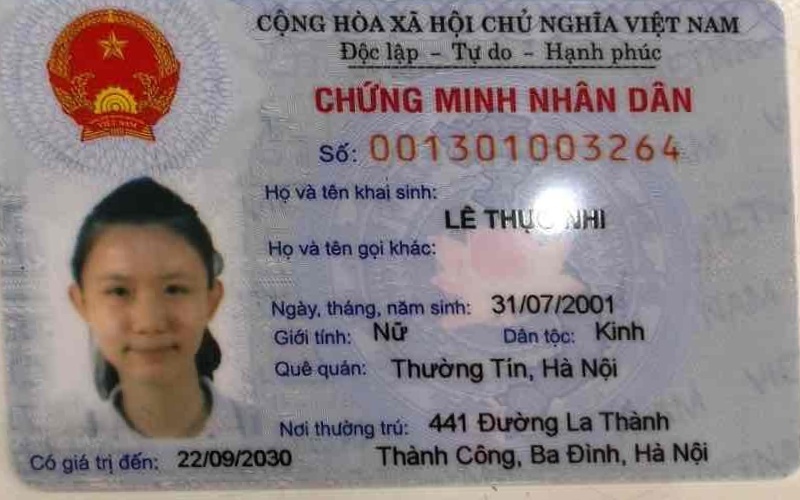 CỘNG HÒA XÃ HỘI CHỦ NGHĨA VIỆT NAM
Độc lập - Tự do - Hạnh phúc
CHỨNG MINH NHÂN DÂN
Số: 001301003264
Họ và tên khai sinh:
LÊ THỤC NHI
Họ và tên gọi khác:
Ngày, tháng, năm sinh: 31/07/2001
Giới tính: Nữ Dân tộc: Kinh
Quê quán: Thường Tín, Hà Nội
Nơi thường trú: 441 Đường La Thành
Thành Công, Ba Đình, Hà Nội
Có giá trị đến: 22/09/2030